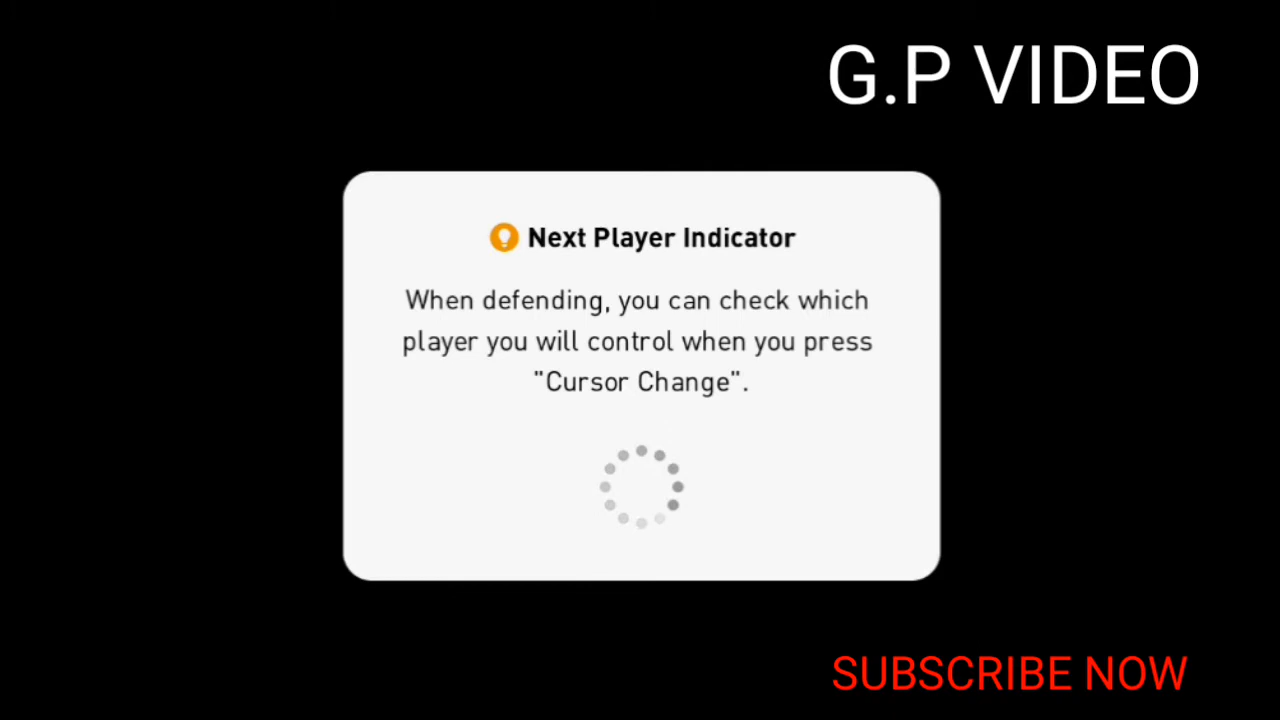 G.P VIDEO
Next Player Indicator
When defending, you can check which
player you will control when you press
"Cursor Change".
SUBSCRIBE NOW